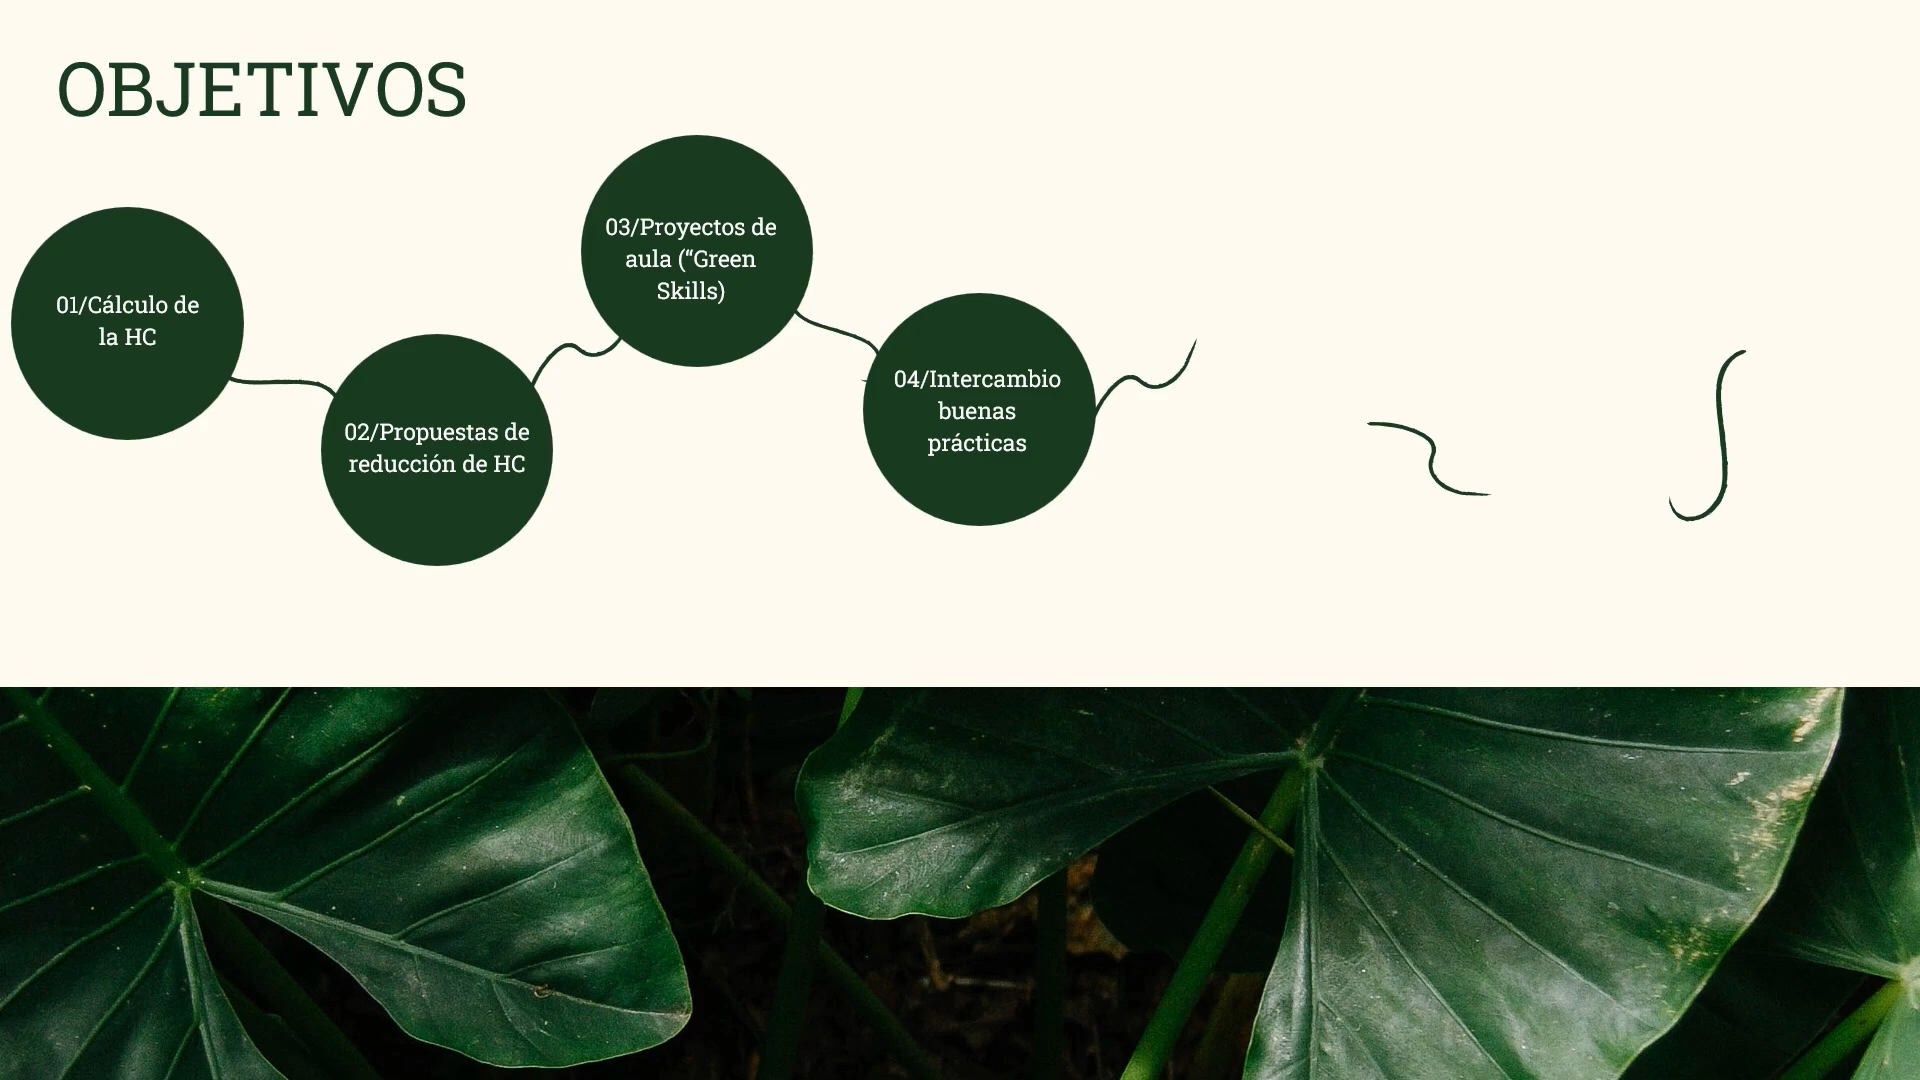 OBJETIVOS
01/Cálculo de
la HC
02/Propuestas de
reducción de HC
03/Proyectos de
aula (“Green
Skills)
04/Intercambio
buenas
prácticas